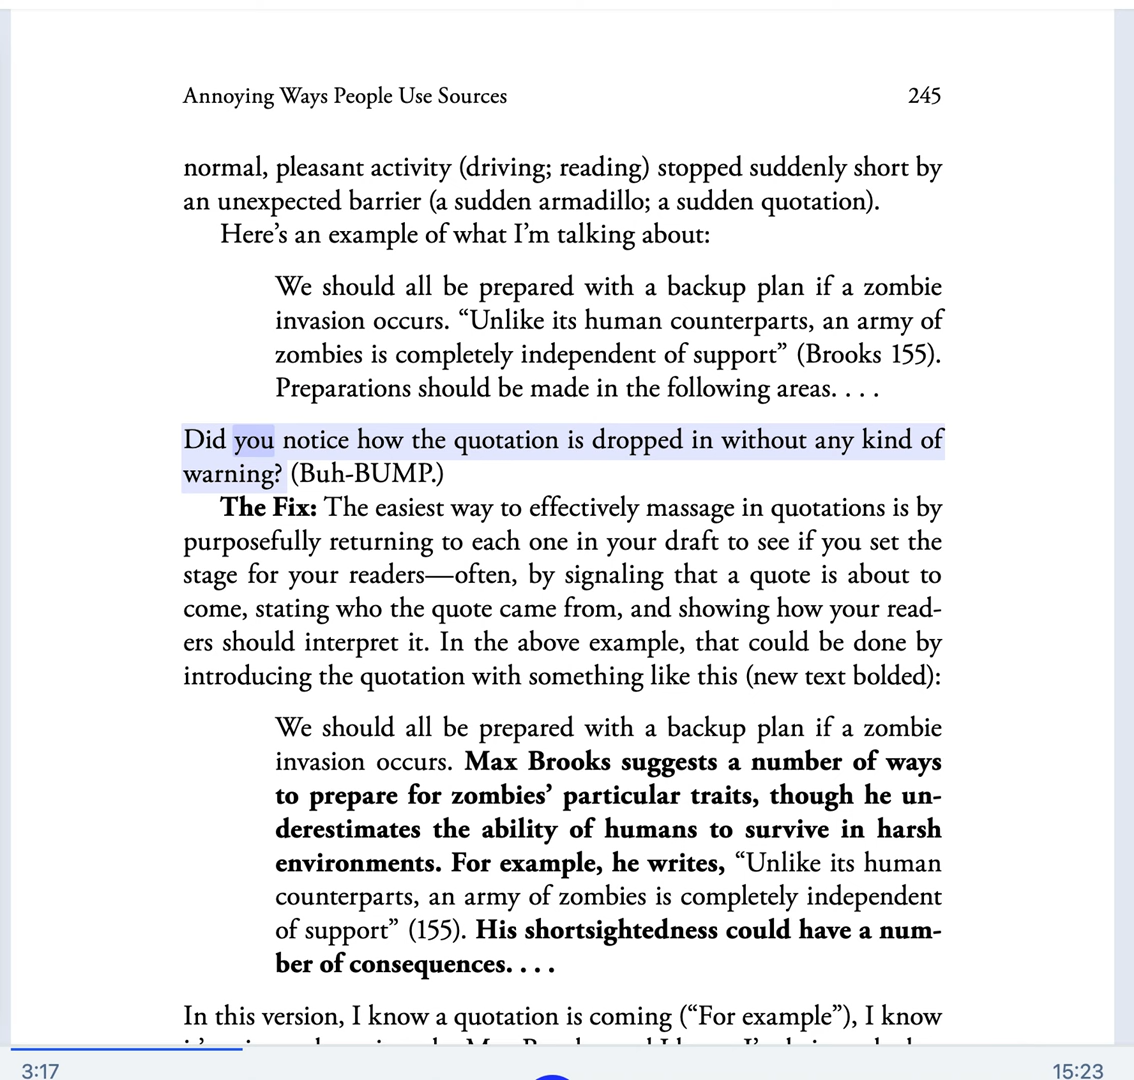 Annoying Ways People Use Sources 245
normal, pleasant activity (driving; reading) stopped suddenly short by
an unexpected barrier (a sudden armadillo; a sudden quotation).
Here’s an example of what I’m talking about:
We should all be prepared with a backup plan if a zombie
invasion occurs. “Unlike its human counterparts, an army of
zombies is completely independent of support” (Brooks 155).
Preparations should be made in the following areas. . . .
Did you notice how the quotation is dropped in without any kind of
warning? (Buh-BUMP.)
The Fix: The easiest way to effectively massage in quotations is by
purposefully returning to each one in your draft to see if you set the
stage for your readers—often, by signaling that a quote is about to
come, stating who the quote came from, and showing how your read-
ers should interpret it. In the above example, that could be done by
introducing the quotation with something like this (new text bolded):
We should all be prepared with a backup plan if a zombie
invasion occurs. Max Brooks suggests a number of ways
to prepare for zombies’ particular traits, though he un-
derestimates the ability of humans to survive in harsh
environments. For example, he writes, “Unlike its human
counterparts, an army of zombies is completely independent
of support” (155). His shortsightedness could have a num-
ber of consequences. . . .
In this version, I know a quotation is coming (“For example”), I know
3:17 15:23